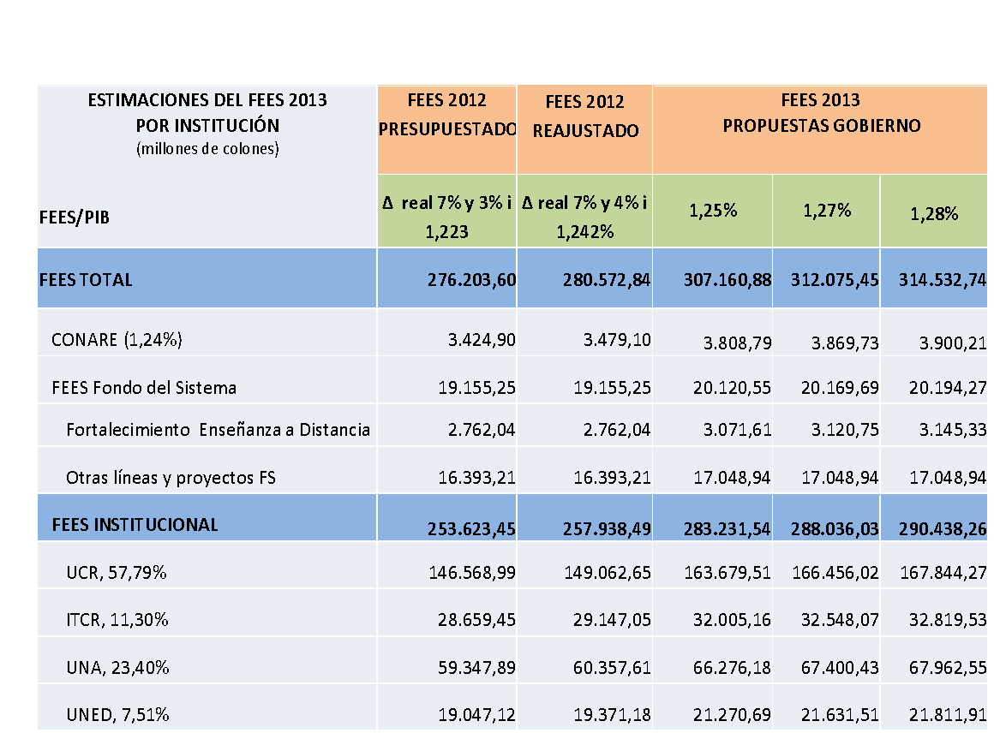 ESTIMACIONES DEL FEES 2013
POR INSTITUCIÓN
(millones de colones)
FEES 2012
PRESUPUESTADO
FEES 2012
REAJUSTADO
FEES 2013
PROPUESTAS GOBIERNO
FEES/PIB
Δ real 7% y 3% i
1,223
Δ real 7% y 4% i
1,242%
1,25% 1,27% 1,28%
FEES TOTAL 276.203,60 280.572,84 307.160,88 312.075,45 314.532,74
CONARE (1,24%) 3.424,90 3.479,10 3.808,79 3.869,73 3.900,21
FEES Fondo del Sistema 19.155,25 19.155,25 20.120,55 20.169,69 20.194,27
Fortalecimiento Enseñanza a Distancia 2.762,04 2.762,04 3.071,61 3.120,75 3.145,33
Otras líneas y proyectos FS 16.393,21 16.393,21 17.048,94 17.048,94 17.048,94
FEES INSTITUCIONAL 253.623,45 257.938,49 283.231,54 288.036,03 290.438,26
UCR, 57,79% 146.568,99 149.062,65 163.679,51 166.456,02 167.844,27
ITCR, 11,30% 28.659,45 29.147,05 32.005,16 32.548,07 32.819,53
UNA, 23,40% 59.347,89 60.357,61 66.276,18 67.400,43 67.962,55
UNED, 7,51% 19.047,12 19.371,18 21.270,69 21.631,51 21.811,91